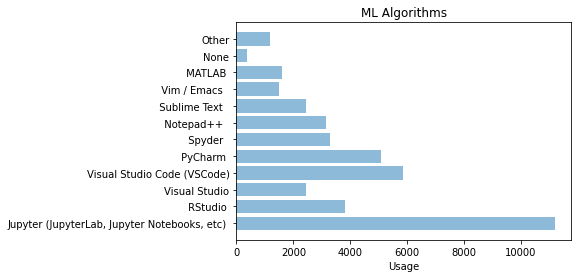 ML Algorithms
Other
None
MATLAB
Vim / Emacs
Sublime Text
Notepad++
Spyder
PyCharm
Visual Studio Code (VSCode)
Visual Studio
RStudio
Jupyter (JupyterLab, Jupyter Notebooks, etc)
0 2000 4000 6000 8000 10000
Usage